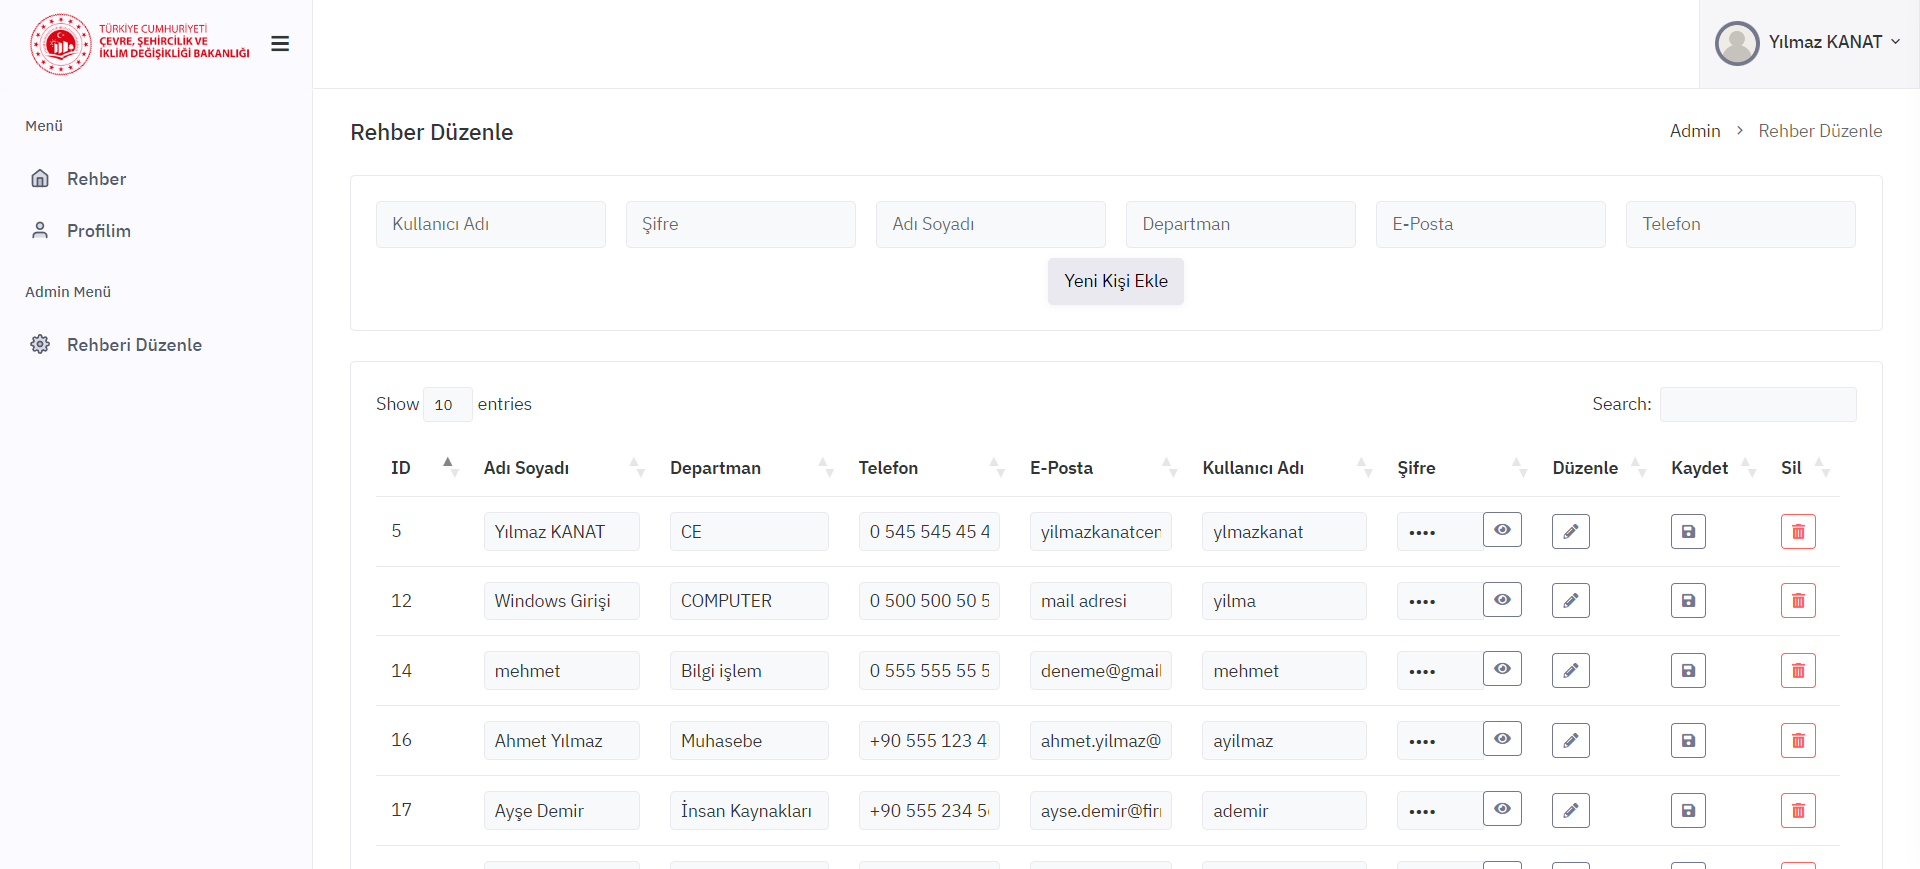 TÜRKİYE CUMHURİYETİ
ÇEVRE, ŞEHİRCİLİK VE
İKLİM DEĞİŞİKLİĞİ BAKANLIĞI
Yılmaz KANAT
Menü
Rehber
Profilim
Admin Menü
Rehberi Düzenle
Rehber Düzenle
Admin > Rehber Düzenle
Kullanıcı Adı Şifre Adı Soyadı Departman E-Posta Telefon
Yeni Kişi Ekle
Show 10 entries Search:
ID Adı Soyadı Departman Telefon E-Posta Kullanıcı Adı Şifre Düzenle Kaydet Sil
5 Yılmaz KANAT CE 0 545 545 45 4 yilmazkanatcen ylmazkanat ••••
12 Windows Girişi COMPUTER 0 500 500 50 5 mail adresi yilma ••••
14 mehmet Bilgi işlem 0 555 555 55 5 deneme@gmail mehmet ••••
16 Ahmet Yılmaz Muhasebe +90 555 123 4 ahmet.yilmaz@ ayilmaz ••••
17 Ayşe Demir İnsan Kaynakları +90 555 234 5 ayse.demir@fir ademir ••••